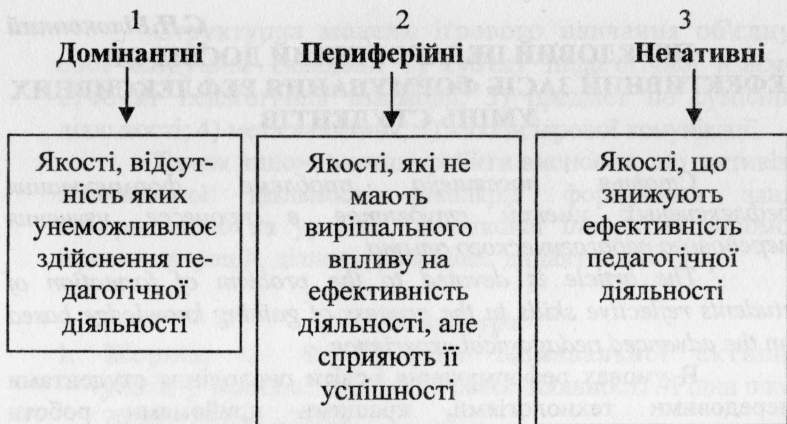 1
Домінантні
Якості, відсут-
ність яких
унеможливлює
здійснення пе-
дагогічної
діяльності
2
Периферійні
Якості, які не
мають
вирішального
впливу на
ефективність
діяльності, але
сприяють її
успішності
3
Негативні
Якості, що
знижують
ефективність
педагогічної
діяльності